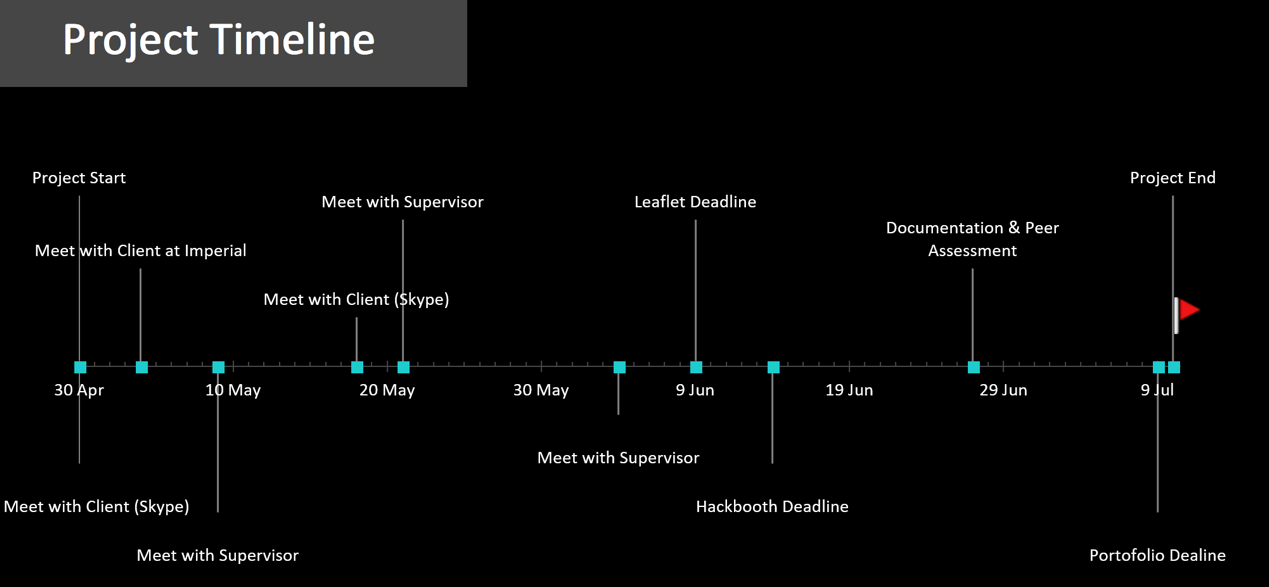 Project Timeline
Project Start
Project End
Meet with Supervisor
Leaflet Deadline
Documentation & Peer
Assessment
Meet with Client at Imperial
Meet with Client (Skype)
30 Apr
10 May
20 May
30 May
9 Jun
19 Jun
29 Jun
9 Jul
Meet with Supervisor
Meet with Client (Skype)
Hackbooth Deadline
Meet with Supervisor
Portofolio Dealine